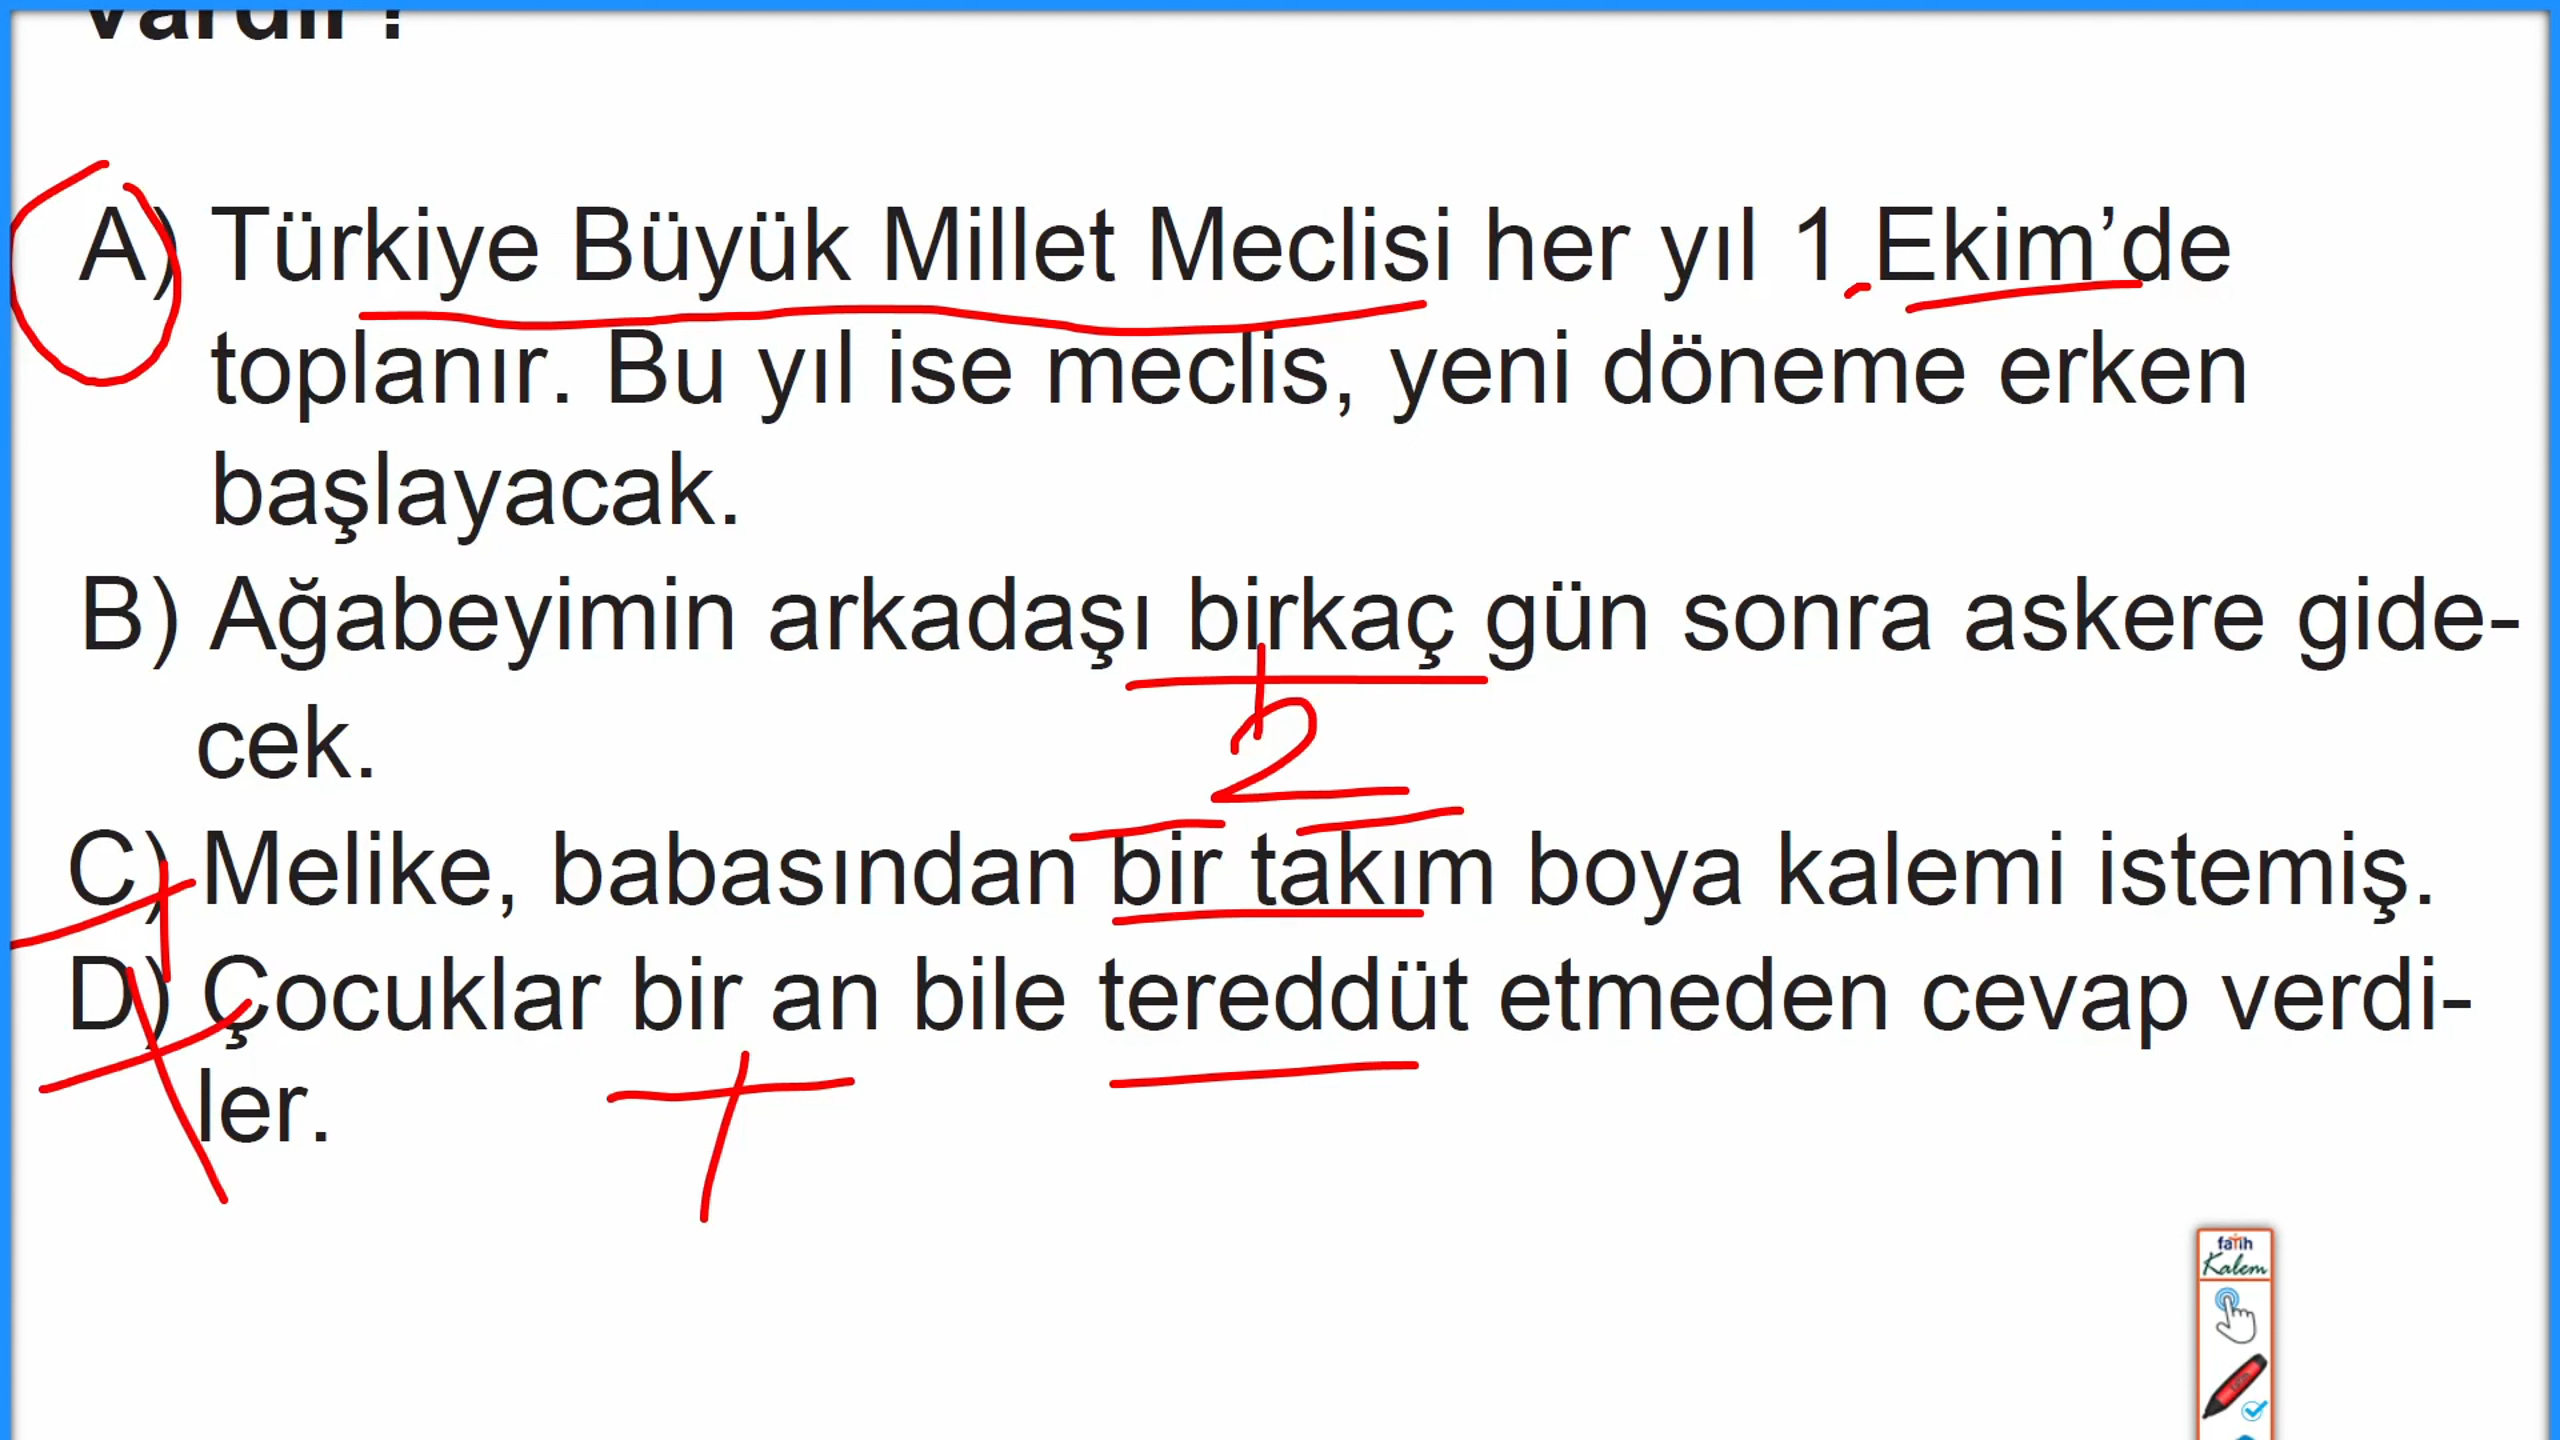 vardır?
A) Türkiye Büyük Millet Meclisi her yıl 1 Ekim’de
toplanır. Bu yıl ise meclis, yeni döneme erken
başlayacak.
B) Ağabeyimin arkadaşı birkaç gün sonra askere gide-
cek.
2
C) Melike, babasından bir takım boya kalemi istemiş.
D) Çocuklar bir an bile tereddüt etmeden cevap verdi-
ler.
fatih
Kalem